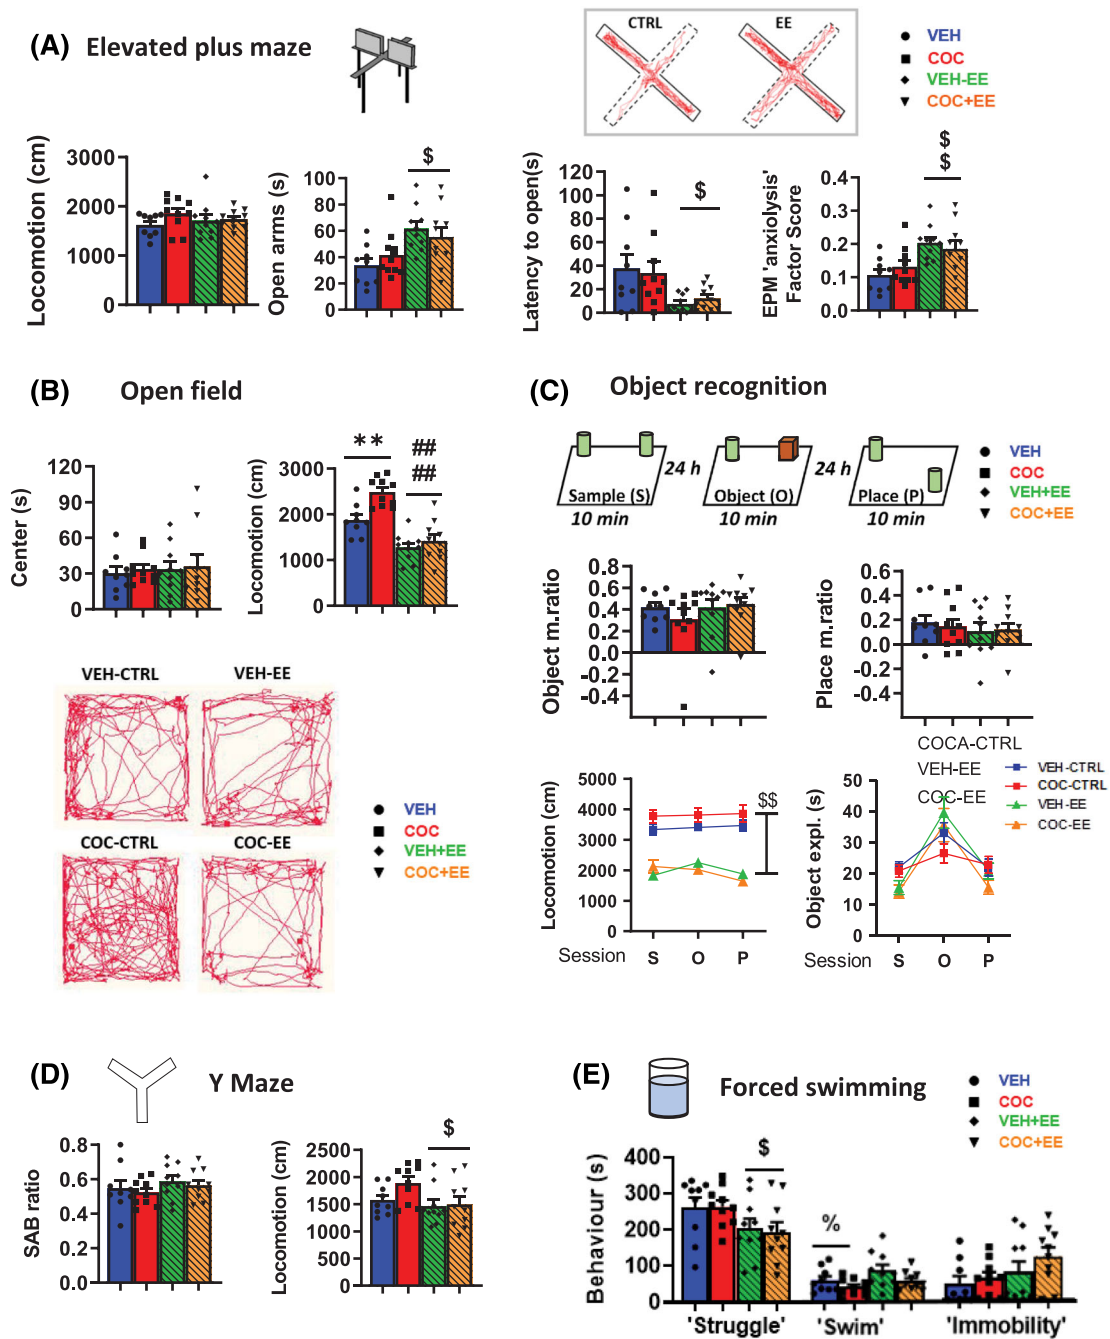 (A) Elevated plus maze
CTRL
EE
VEH
COC
VEH-EE
COC+EE
Locomotion (cm)
3000
2000
1000
0
Open arms (s)
100
80
60
40
20
0
$
Latency to open(s)
120
100
80
60
40
20
0
$
EPM 'anxiolysis'
Factor Score
0.4
0.3
0.2
0.1
0.0
$
$
(B) Open field
Center (s)
120
90
60
30
0
Locomotion (cm)
3000
2000
1000
0
**
##
##
VEH-CTRL
VEH-EE
COC-CTRL
COC-EE
VEH
COC
VEH+EE
COC+EE
(C) Object recognition
Sample (S)
10 min
24 h
Object (O)
10 min
24 h
Place (P)
10 min
VEH
COC
VEH+EE
COC+EE
Object m.ratio
0.8
0.6
0.4
0.2
0.0
-0.2
-0.4
Place m.ratio
0.6
0.4
0.2
0.0
-0.2
-0.4
COCA-CTRL
VEH-EE
COC-EE
Locomotion (cm)
5000
4000
3000
2000
1000
0
$$
Session S O P
Object expl. (s)
50
40
30
20
10
0
Session S O P
VEH-CTRL
COC-CTRL
VEH-EE
COC-EE
(D) Y Maze
SAB ratio
0.8
0.6
0.4
0.2
0.0
Locomotion (cm)
2500
2000
1500
1000
500
0
$
(E) Forced swimming
VEH
COC
VEH+EE
COC+EE
Behaviour (s)
400
300
200
100
0
$
%
'Struggle' 'Swim' 'Immobility'